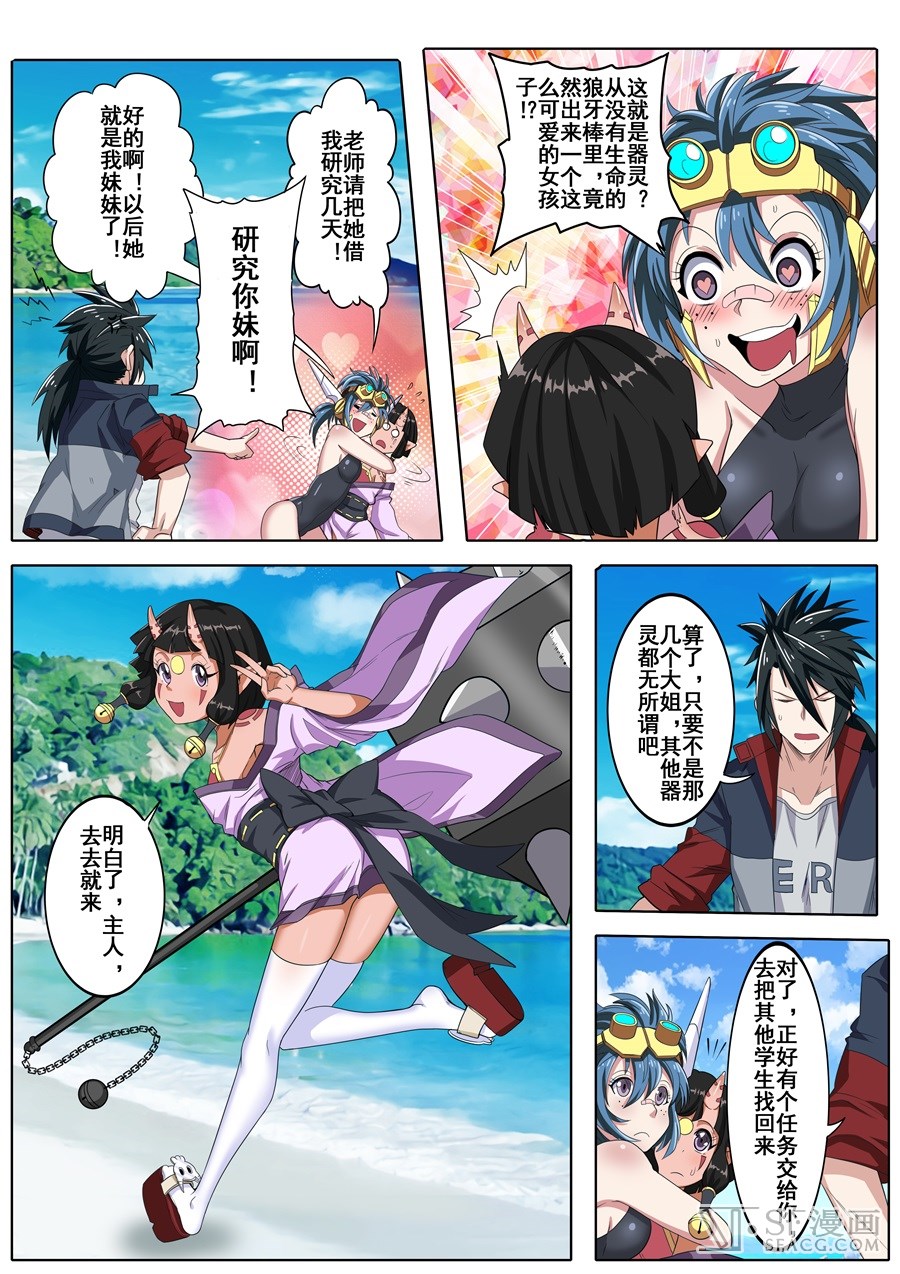 这就是器灵？
从没有生命的
狼牙棒里，竟
然出来一个这
么可爱的女孩
子！？
老师请把她借
我研究几天！
研究你妹啊！
好的啊！以后她
就是我妹妹了！
算了，只要不是那
几个大姐，其他器
灵都无所谓吧
ER
明白了，主人，
去去就来
对了，正好有个任务交给你
去把其他学生找回来
SF漫画
SFACG.COM